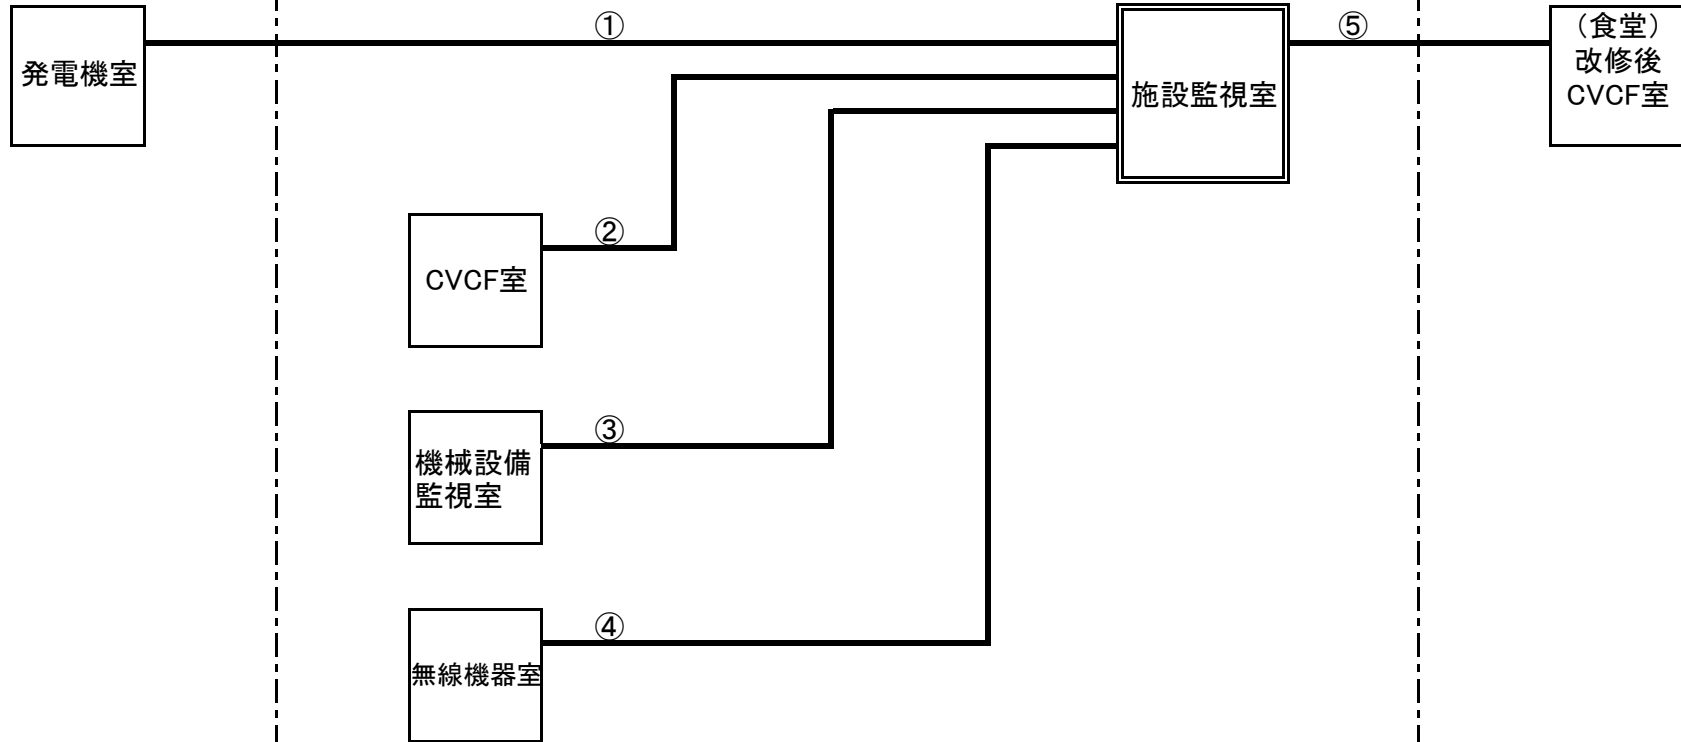 ①
⑤
発電機室
施設監視室
（食堂）
改修後
CVCF室
②
CVCF室
③
機械設備
監視室
④
無線機器室